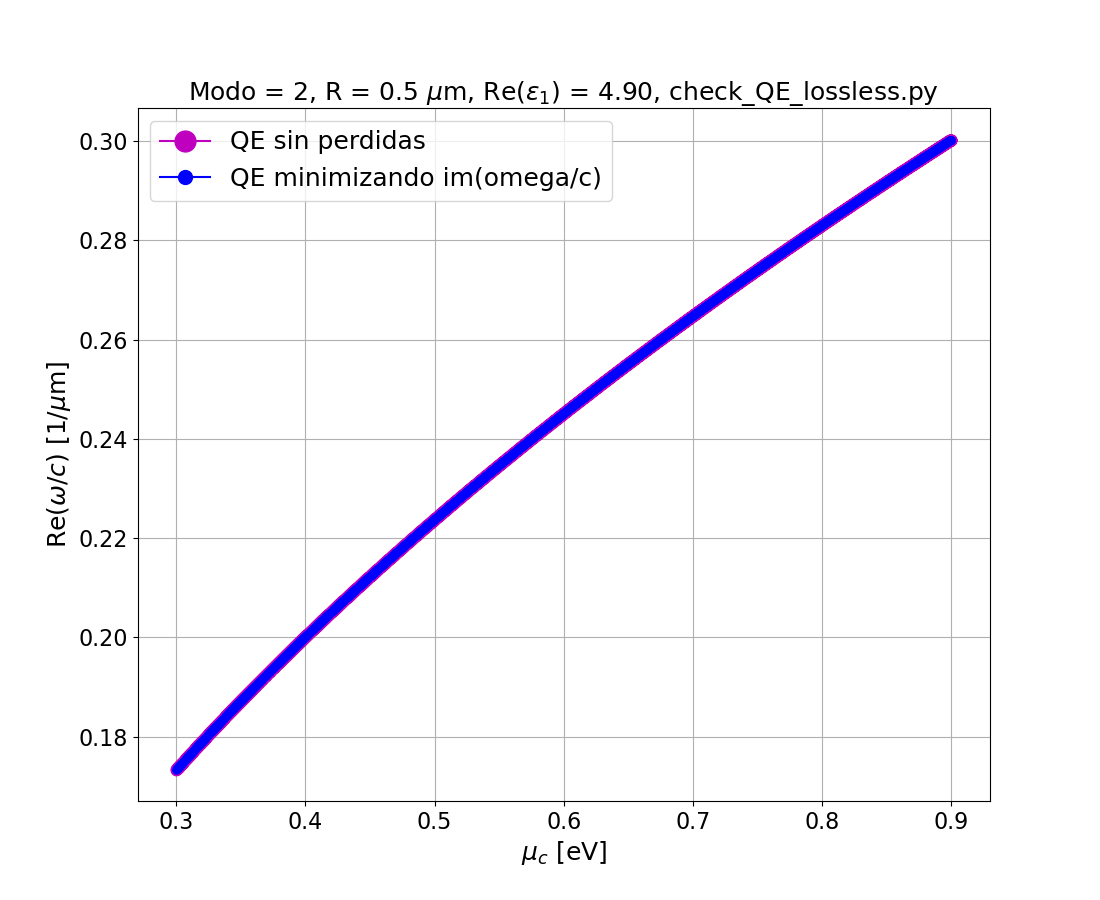 Modo = 2, R = 0.5 μm, Re(ε₁) = 4.90, check_QE_lossless.py
QE sin perdidas
QE minimizando im(omega/c)
Re(ω/c) [1/μm]
0.30
0.28
0.26
0.24
0.22
0.20
0.18
0.3 0.4 0.5 0.6 0.7 0.8 0.9
μ_c [eV]